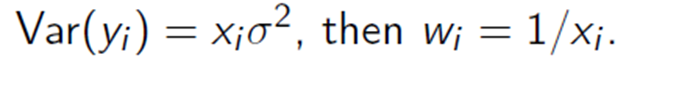 Var(yᵢ) = xᵢσ², then wᵢ = 1/xᵢ.